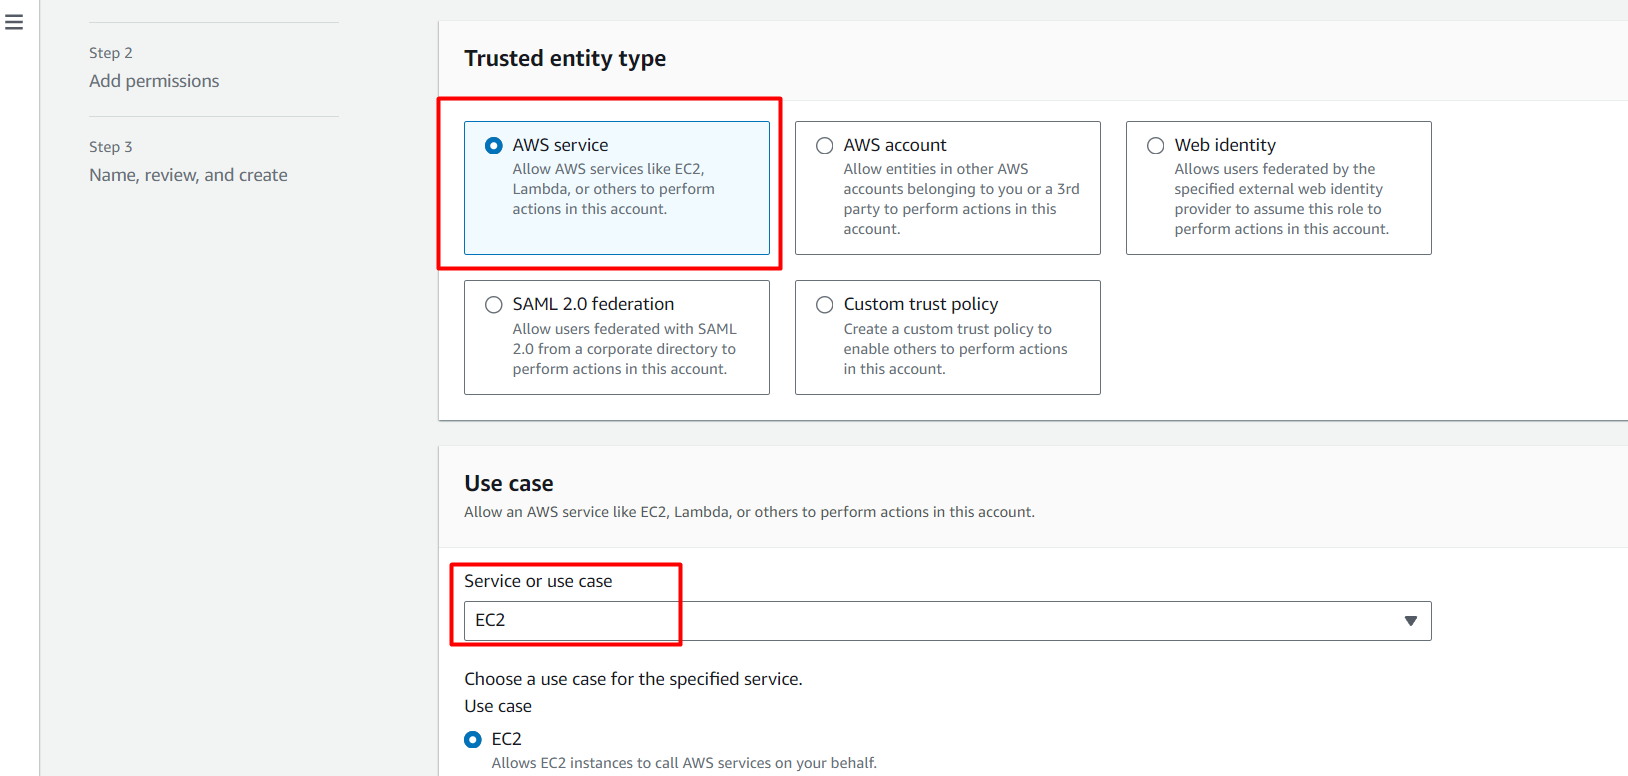 Step 2
Add permissions
Step 3
Name, review, and create
Trusted entity type
AWS service
Allow AWS services like EC2,
Lambda, or others to perform
actions in this account.
AWS account
Allow entities in other AWS
accounts belonging to you or a 3rd
party to perform actions in this
account.
Web identity
Allows users federated by the
specified external web identity
provider to assume this role to
perform actions in this account.
SAML 2.0 federation
Allow users federated with SAML
2.0 from a corporate directory to
perform actions in this account.
Custom trust policy
Create a custom trust policy to
enable others to perform actions
in this account.
Use case
Allow an AWS service like EC2, Lambda, or others to perform actions in this account.
Service or use case
EC2
Choose a use case for the specified service.
Use case
EC2
Allows EC2 instances to call AWS services on your behalf.